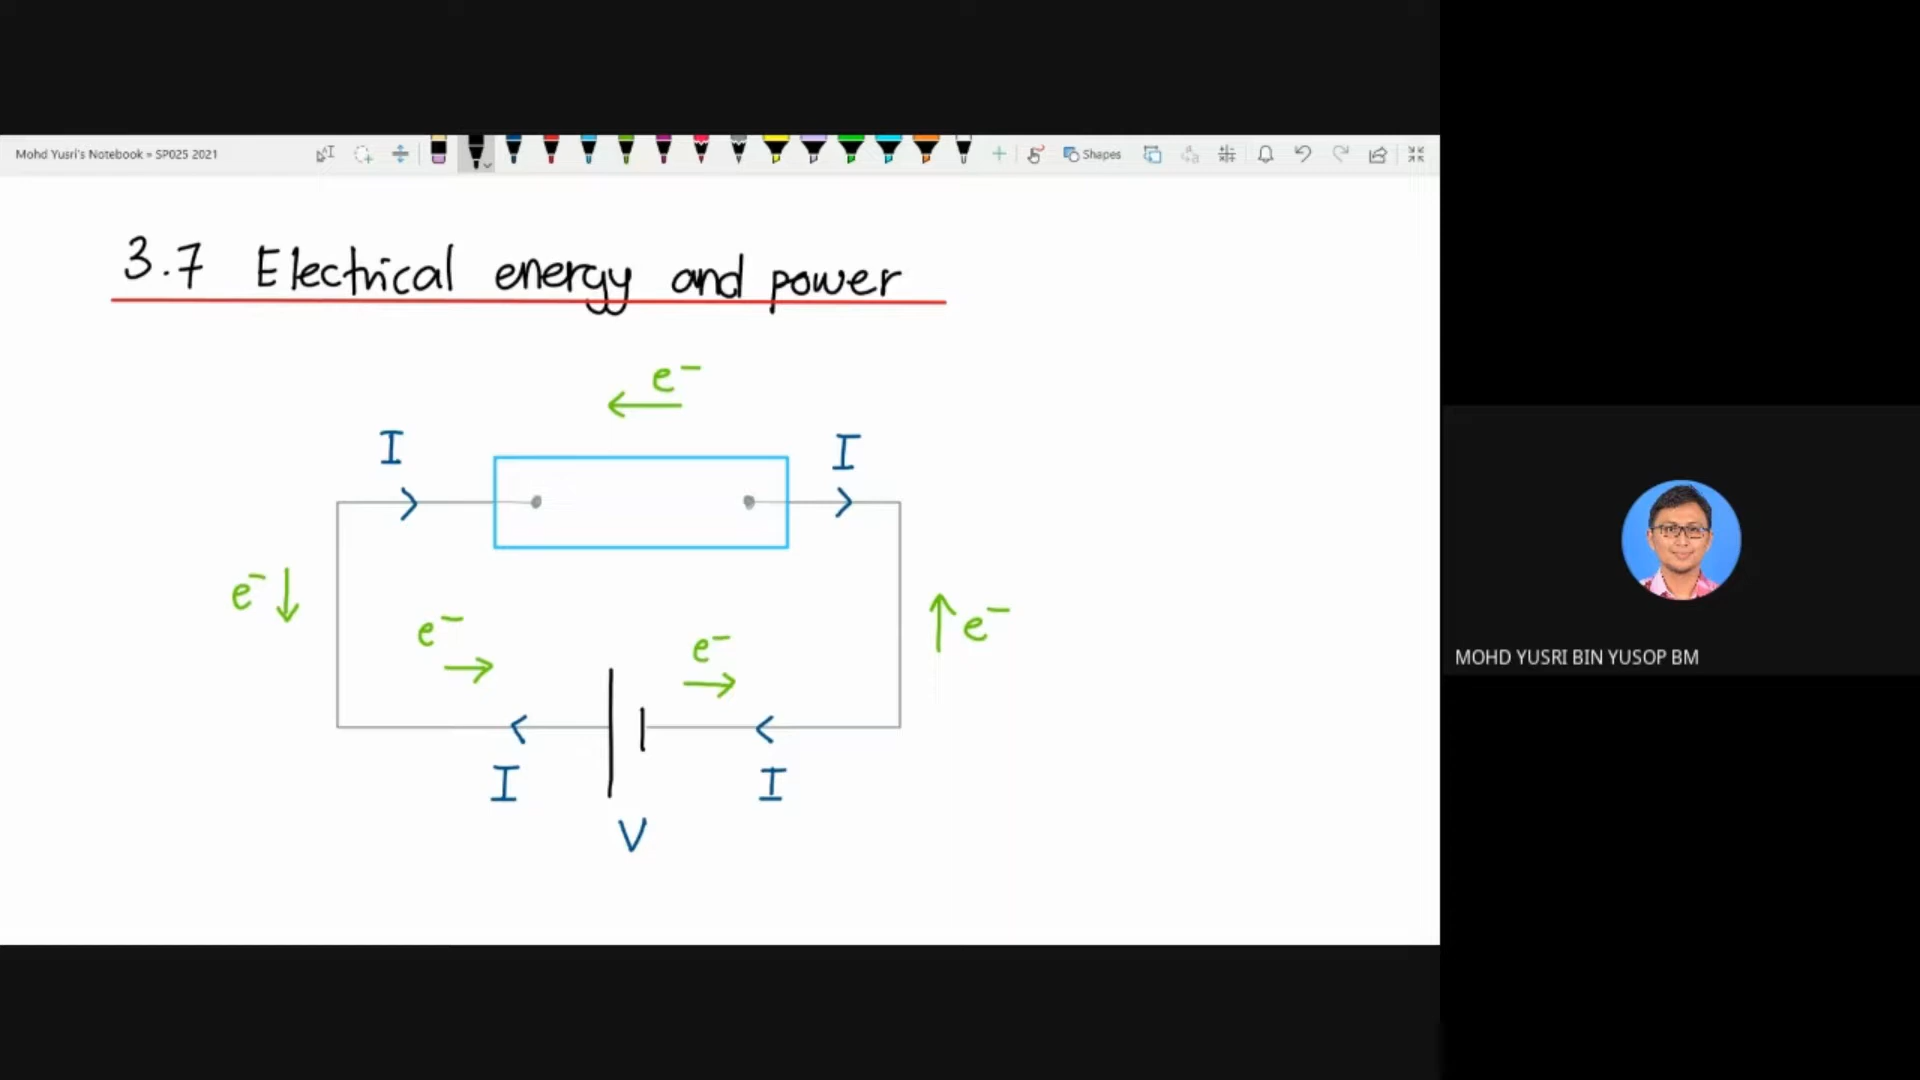 Mohd Yusri's Notebook » SP025 2021
Shapes
3.7 Electrical energy and power
e⁻
I
I
e⁻
e⁻
e⁻
e⁻
I
I
V
MOHD YUSRI BIN YUSOP BM